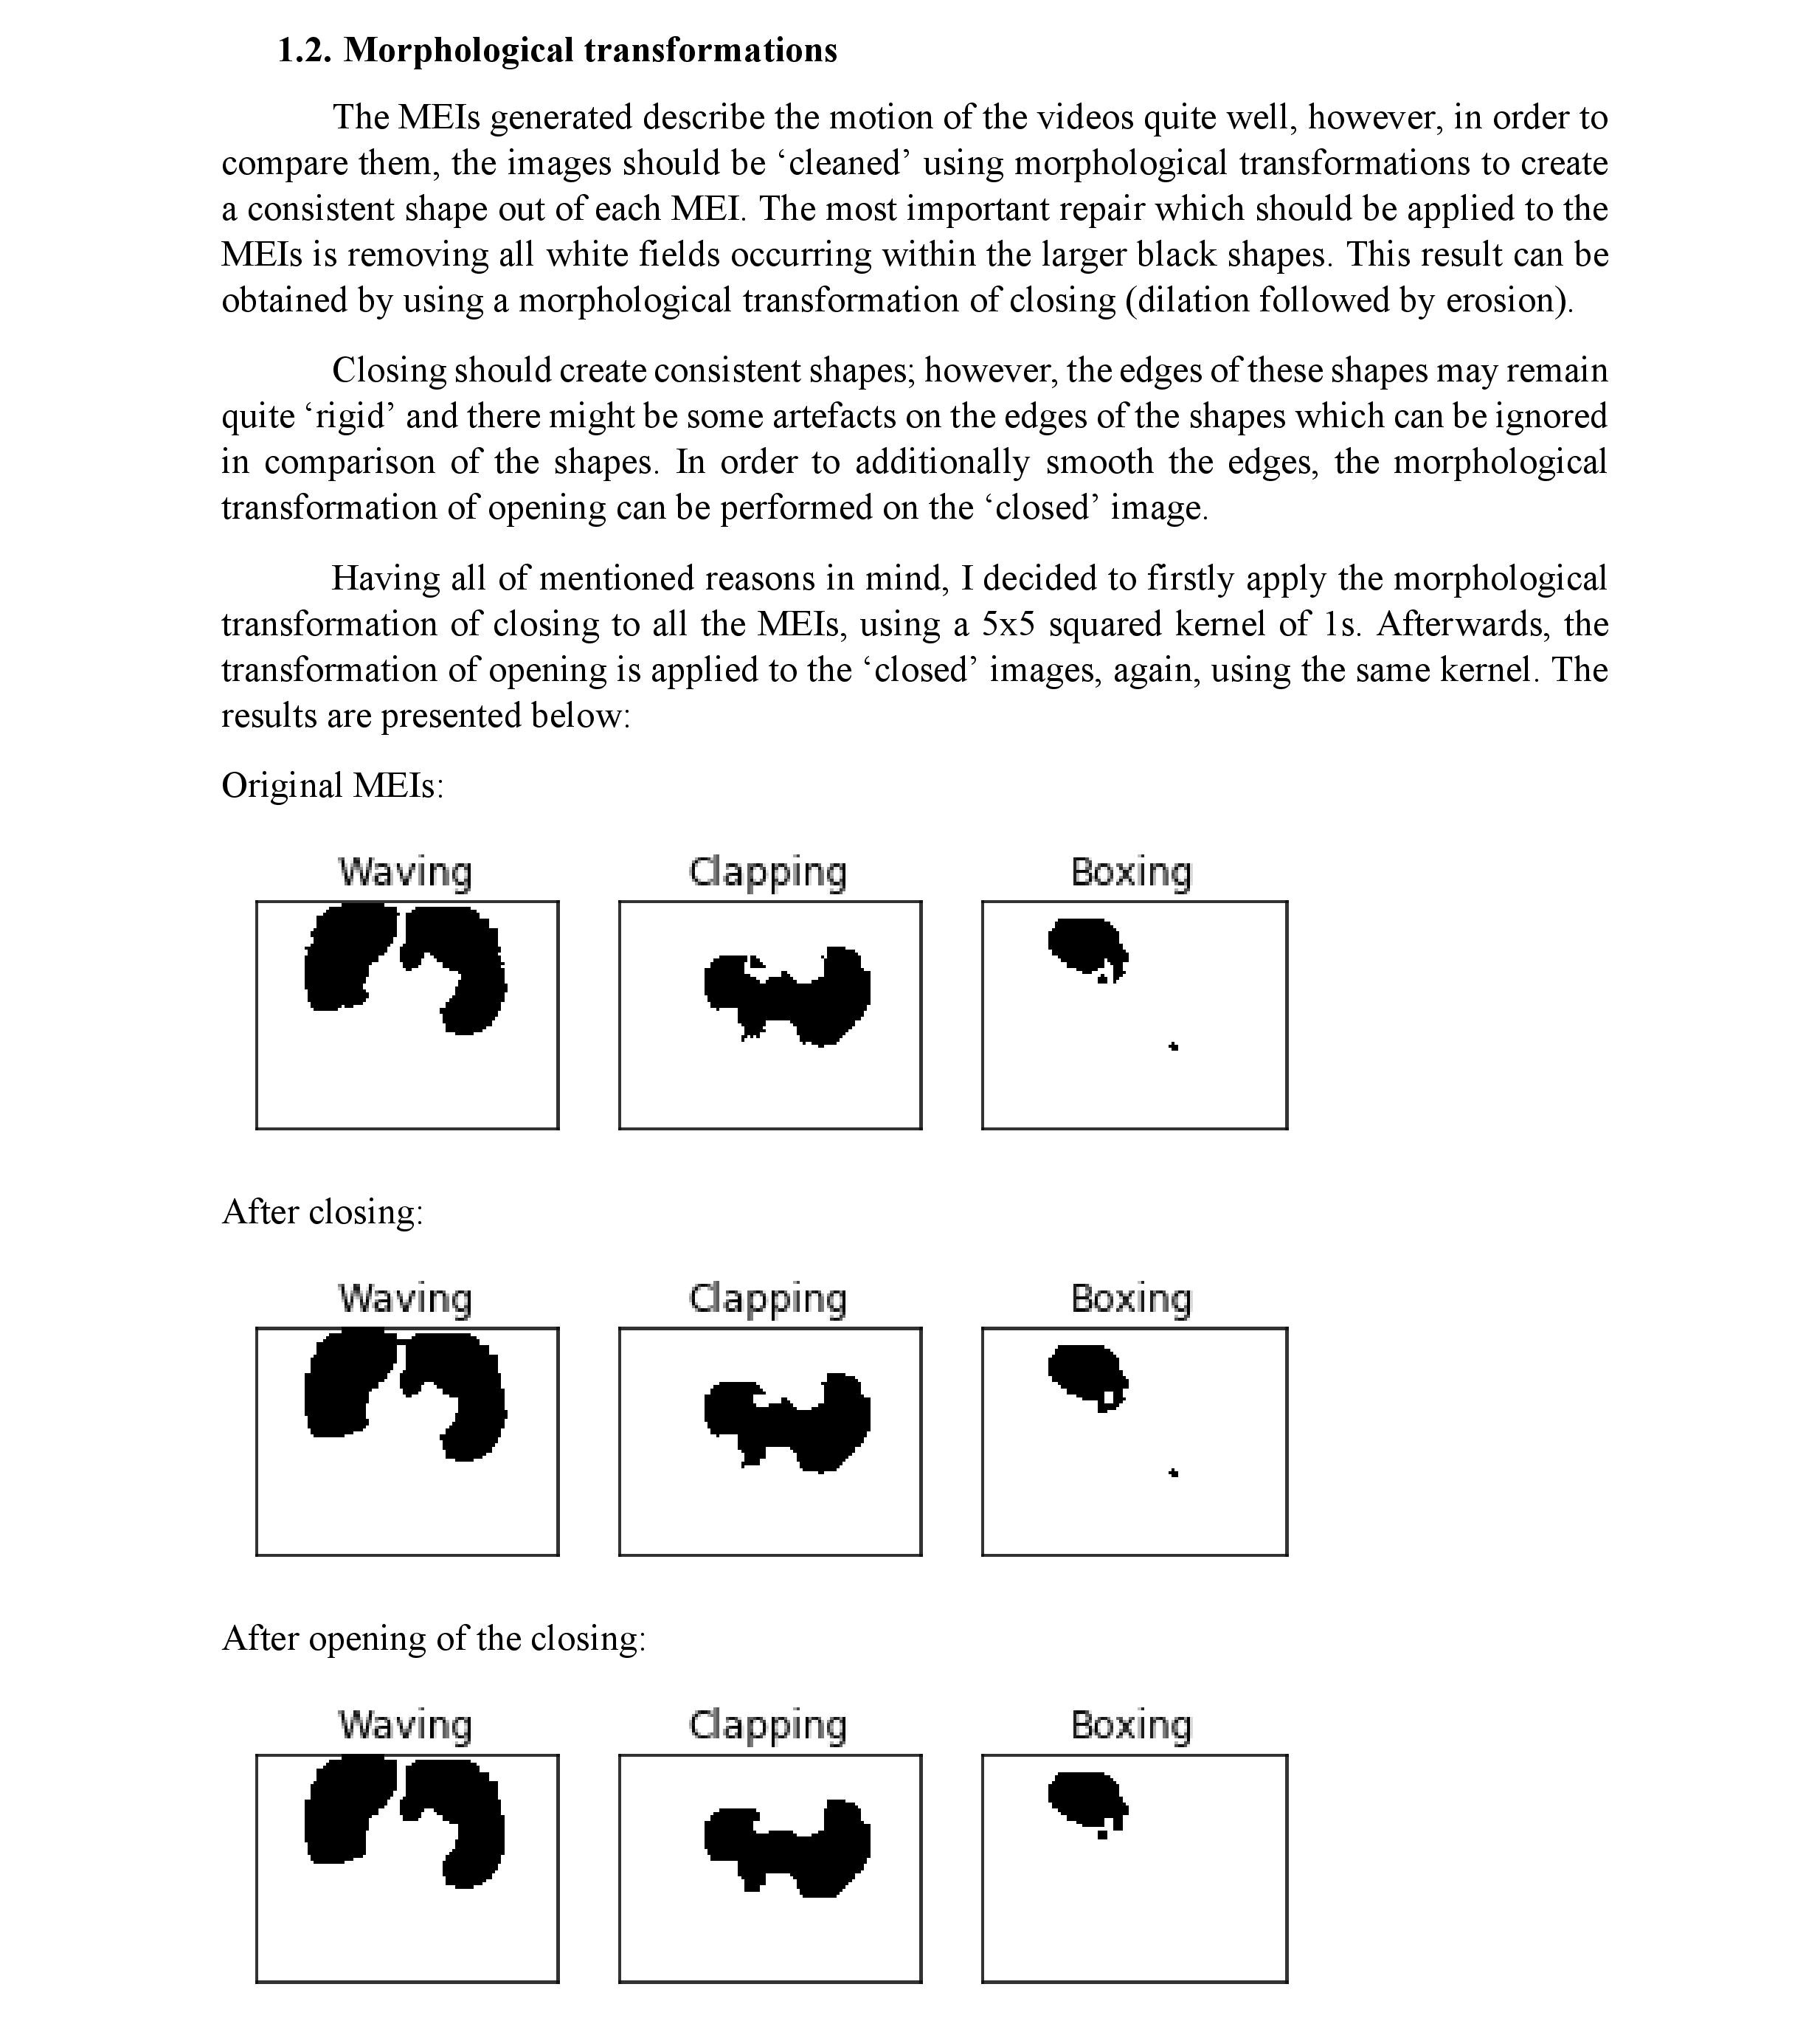 1.2. Morphological transformations
The MEIs generated describe the motion of the videos quite well, however, in order to
compare them, the images should be ‘cleaned’ using morphological transformations to create
a consistent shape out of each MEI. The most important repair which should be applied to the
MEIs is removing all white fields occurring within the larger black shapes. This result can be
obtained by using a morphological transformation of closing (dilation followed by erosion).
Closing should create consistent shapes; however, the edges of these shapes may remain
quite ‘rigid’ and there might be some artefacts on the edges of the shapes which can be ignored
in comparison of the shapes. In order to additionally smooth the edges, the morphological
transformation of opening can be performed on the ‘closed’ image.
Having all of mentioned reasons in mind, I decided to firstly apply the morphological
transformation of closing to all the MEIs, using a 5x5 squared kernel of 1s. Afterwards, the
transformation of opening is applied to the ‘closed’ images, again, using the same kernel. The
results are presented below:
Original MEIs:
Waving Clapping Boxing
After closing:
Waving Clapping Boxing
After opening of the closing:
Waving Clapping Boxing